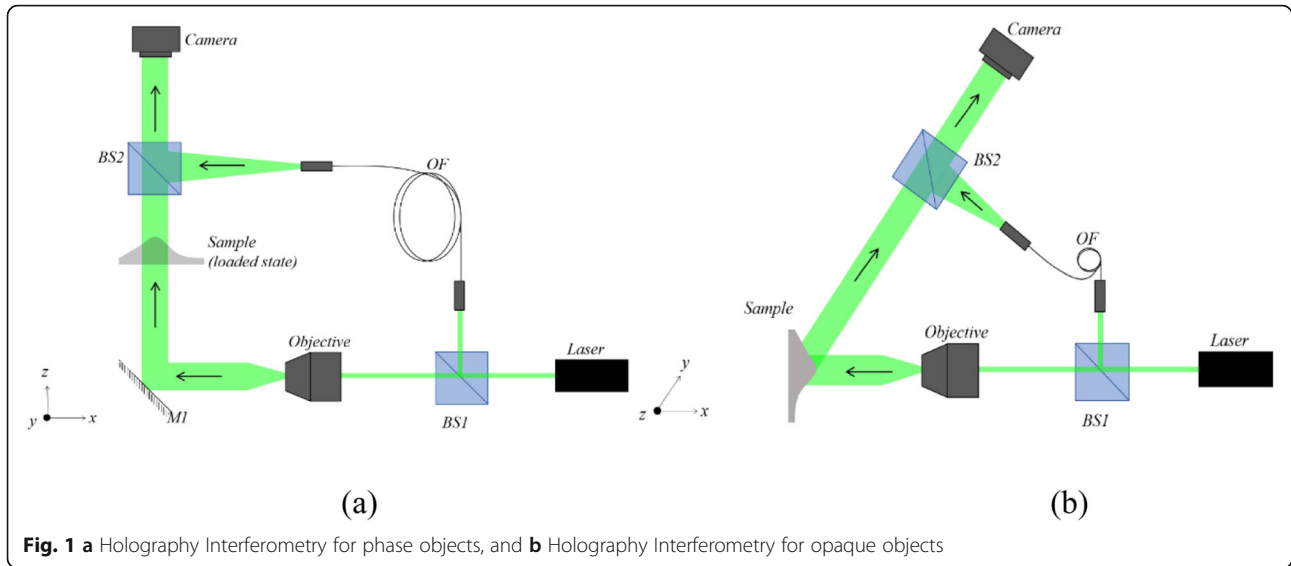 Camera
BS2
OF
Sample
(loaded state)
Objective
Laser
z
y
x
M1
BS1
(a)
Camera
BS2
OF
Sample
Objective
Laser
y
z
x
BS1
(b)
Fig. 1 a Holography Interferometry for phase objects, and b Holography Interferometry for opaque objects